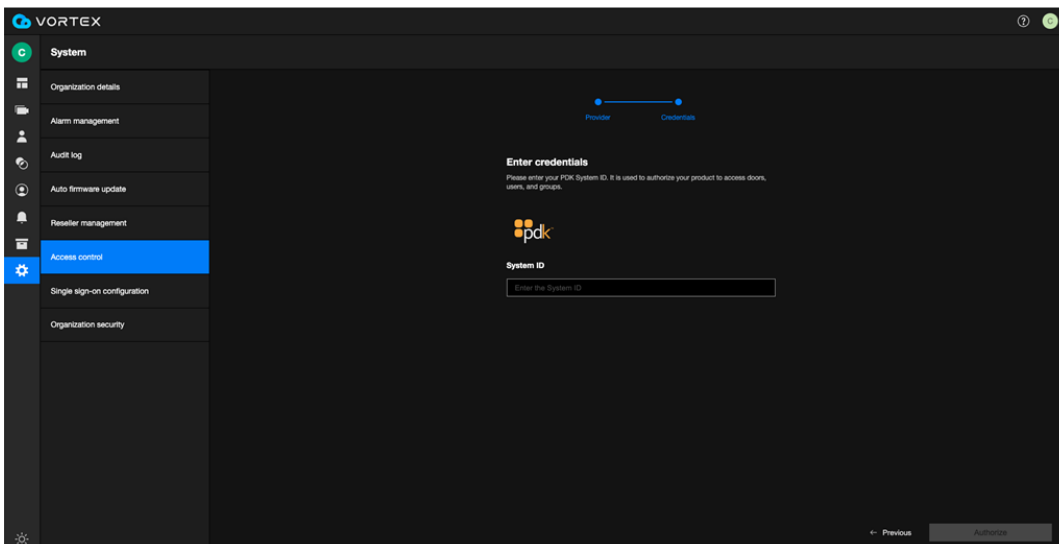 VORTEX
C
C
System
Organization details
Alarm management
Audit log
Auto firmware update
Reseller management
Access control
Single sign-on configuration
Organization security
Provider
Credentials
Enter credentials
Please enter your PDK System ID. It is used to authorize your product to access doors,
users, and groups.
pdk
System ID
Enter the System ID
← Previous
Authorize